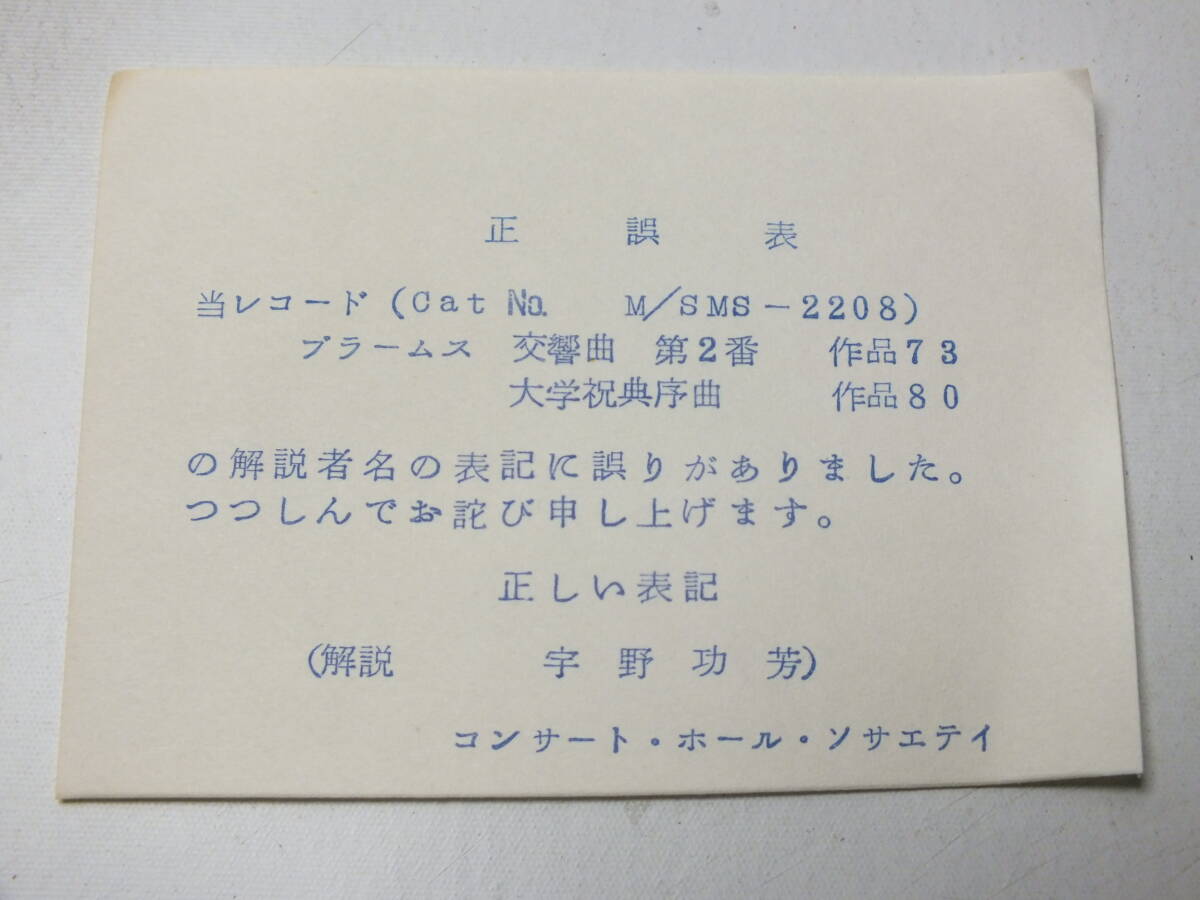 正誤表
当レコード(Cat No. M/SMS-2208)
ブラームス 交響曲 第2番 作品73
大学祝典序曲 作品80
の解説者名の表記に誤りがありました。
つつしんでお詫び申し上げます。
正しい表記
(解説 宇野功芳)
コンサート・ホール・ソサエテイ